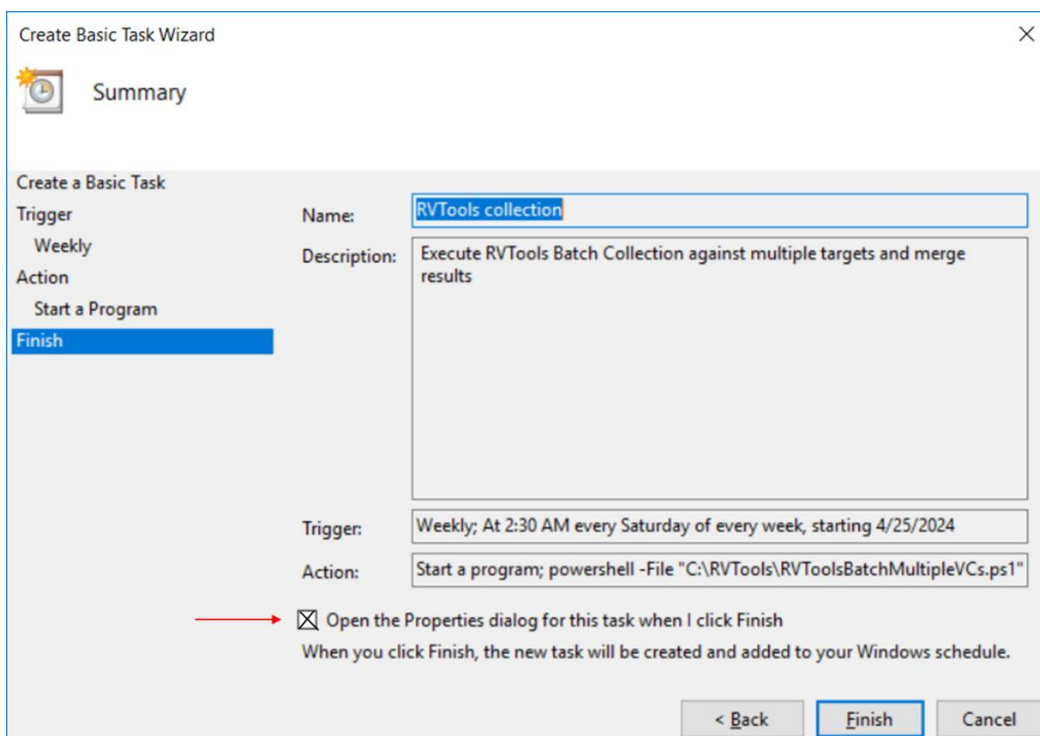 Create Basic Task Wizard
Summary
Create a Basic Task
Trigger
Weekly
Action
Start a Program
Finish
Name:
RVTools collection
Description:
Execute RVTools Batch Collection against multiple targets and merge
results
Trigger:
Weekly; At 2:30 AM every Saturday of every week, starting 4/25/2024
Action:
Start a program; powershell -File "C:\RVTools\RVToolsBatchMultipleVCs.ps1"
Open the Properties dialog for this task when I click Finish
When you click Finish, the new task will be created and added to your Windows schedule.
< Back
Finish
Cancel